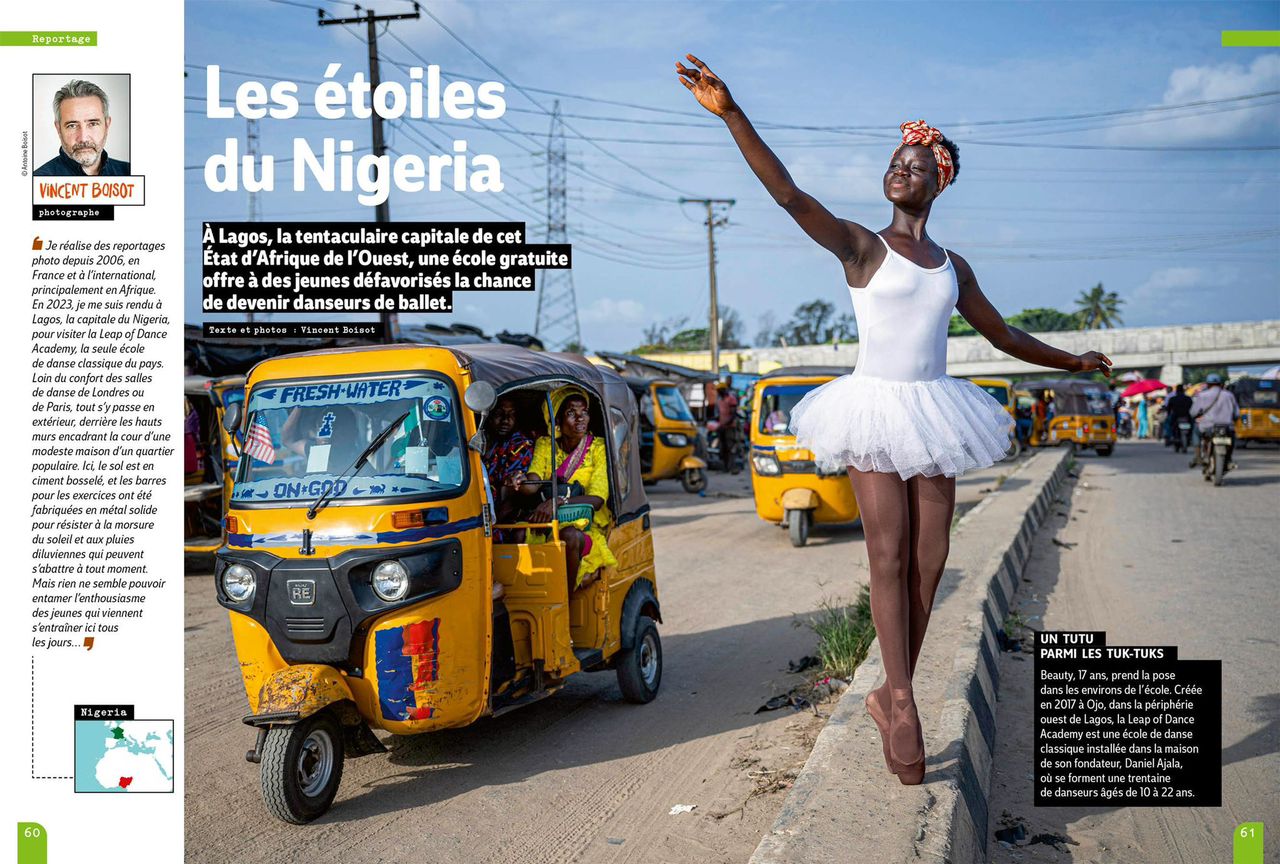 Reportage
© Antoine Boisot
VINCENT BOISOT
photographe
Je réalise des reportages
photo depuis 2006, en
France et à l'international,
principalement en Afrique.
En 2023, je me suis rendu à
Lagos, la capitale du Nigeria,
pour visiter la Leap of Dance
Academy, la seule école
de danse classique du pays.
Loin du confort des salles
de danse de Londres ou
de Paris, tout s'y passe en
extérieur, derrière les hauts
murs encadrant la cour d'une
modeste maison d'un quartier
populaire. Ici, le sol est en
ciment bosselé, et les barres
pour les exercices ont été
fabriquées en métal solide
pour résister à la morsure
du soleil et aux pluies
diluviennes qui peuvent
s'abattre à tout moment.
Mais rien ne semble pouvoir
entamer l'enthousiasme
des jeunes qui viennent
s'entraîner ici tous
les jours...
Nigeria
60
Les étoiles
du Nigeria
À Lagos, la tentaculaire capitale de cet
État d'Afrique de l'Ouest, une école gratuite
offre à des jeunes défavorisés la chance
de devenir danseurs de ballet.
Texte et photos : Vincent Boisot
FRESH-WATER
ON GOD
RE
UN TUTU
PARMI LES TUK-TUKS
Beauty, 17 ans, prend la pose
dans les environs de l'école. Créée
en 2017 à Ojo, dans la périphérie
ouest de Lagos, la Leap of Dance
Academy est une école de danse
classique installée dans la maison
de son fondateur, Daniel Ajala,
où se forment une trentaine
de danseurs âgés de 10 à 22 ans.
61